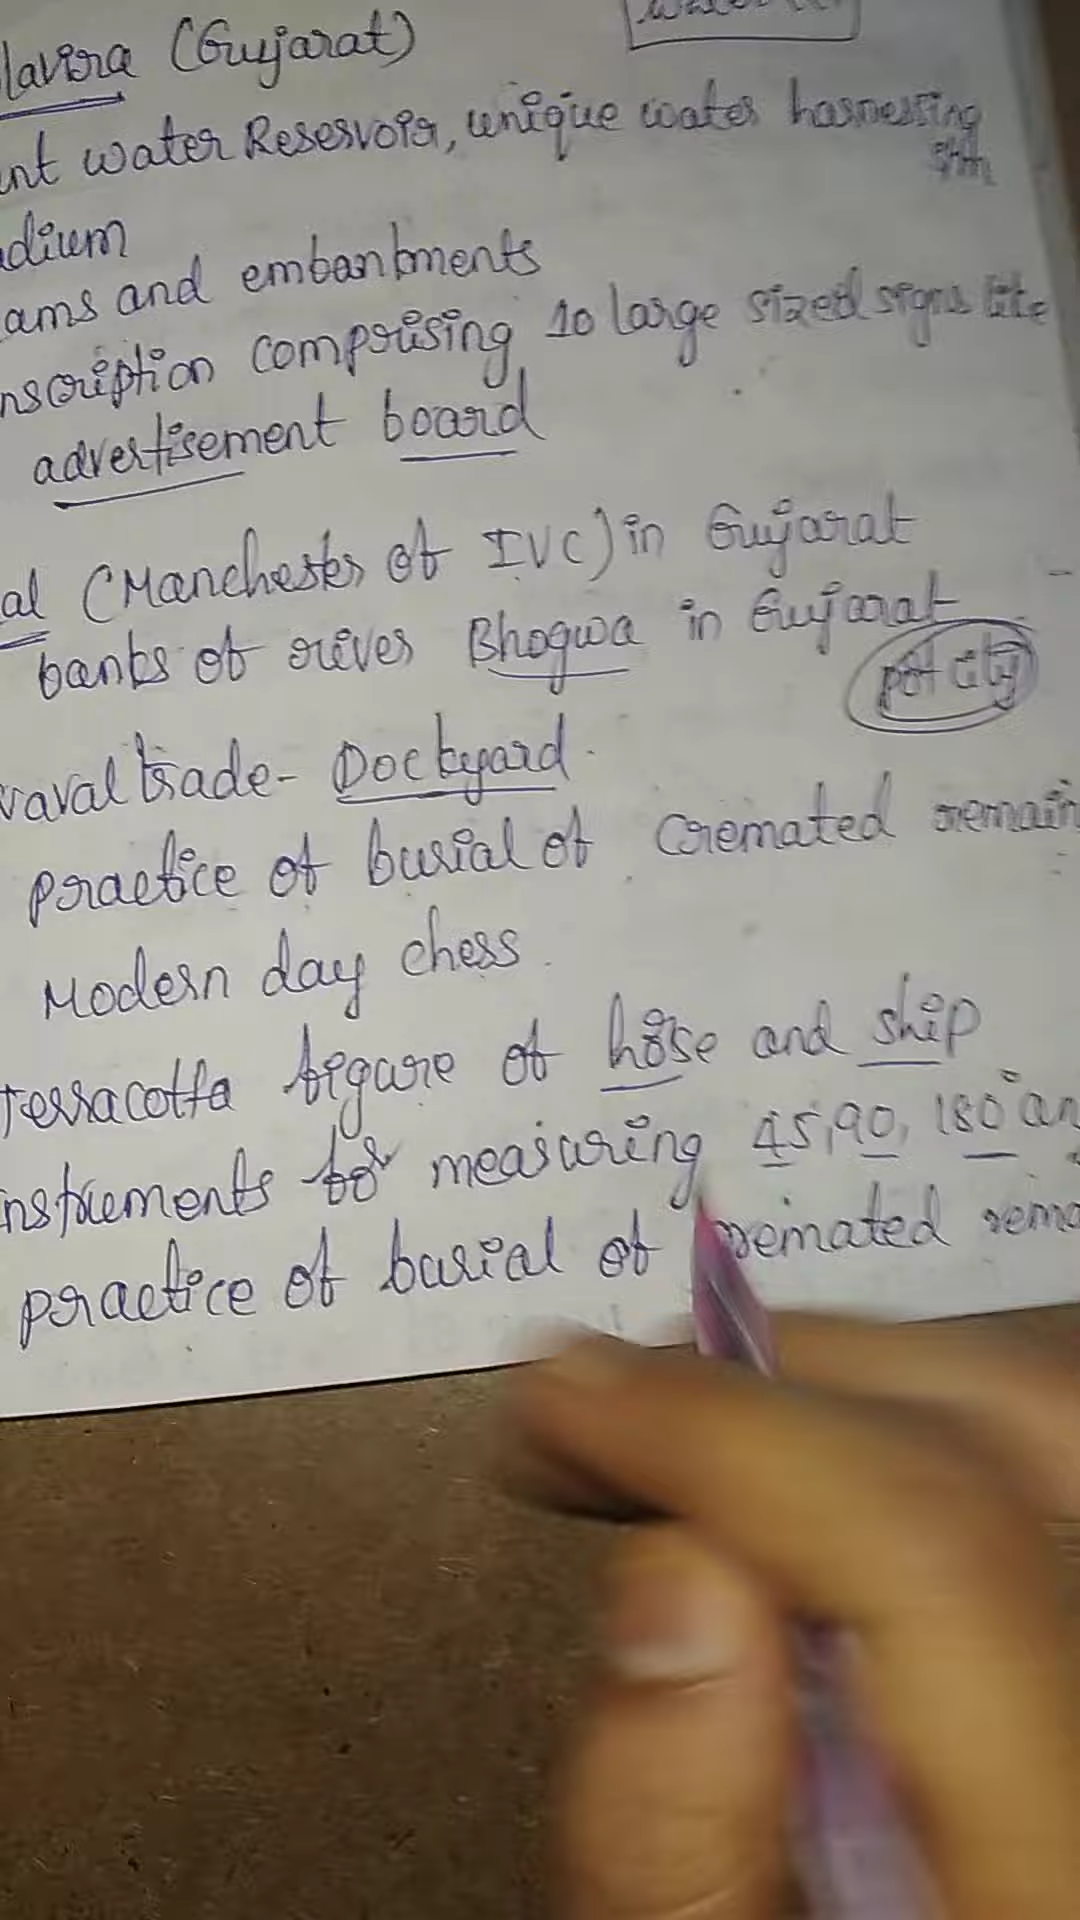 lavira (Gujarat)
nt water Reservoir, unique water harnessing
stm
dium
ams and embankments
nscription comprising 10 large sized signs like
advertisement board
al (Manchester of IVC) in Gujarat
banks of river Bhogwa in Gujarat
port city
naval trade- Dockyard.
practice of burial of cremated remain
Modern day chess.
terracotta figure of horse and ship
instruments for measuring 45, 90, 180° an
practice of burial of cremated rema